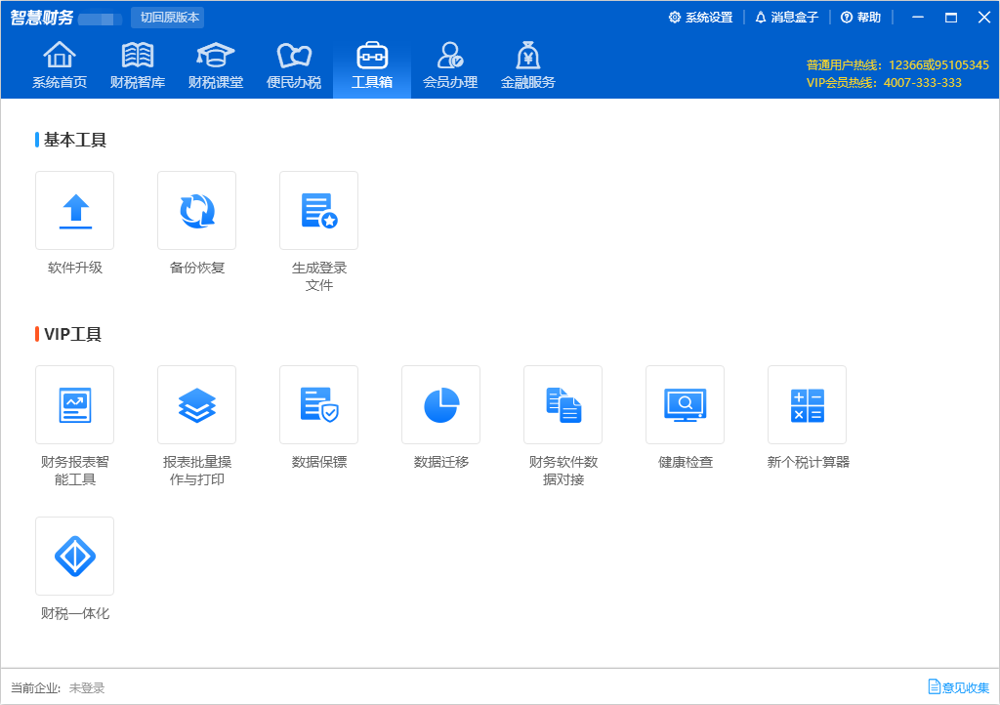 智慧财务
切回原版本
系统设置
消息盒子
帮助
系统首页
财税智库
财税课堂
便民办税
工具箱
会员办理
金融服务
普通用户热线：12366或95105345
VIP会员热线：4007-333-333
基本工具
软件升级
备份恢复
生成登录
文件
VIP工具
财务报表智
能工具
报表批量操
作与打印
数据保镖
数据迁移
财务软件数
据对接
健康检查
新个税计算器
财税一体化
当前企业: 未登录
意见收集